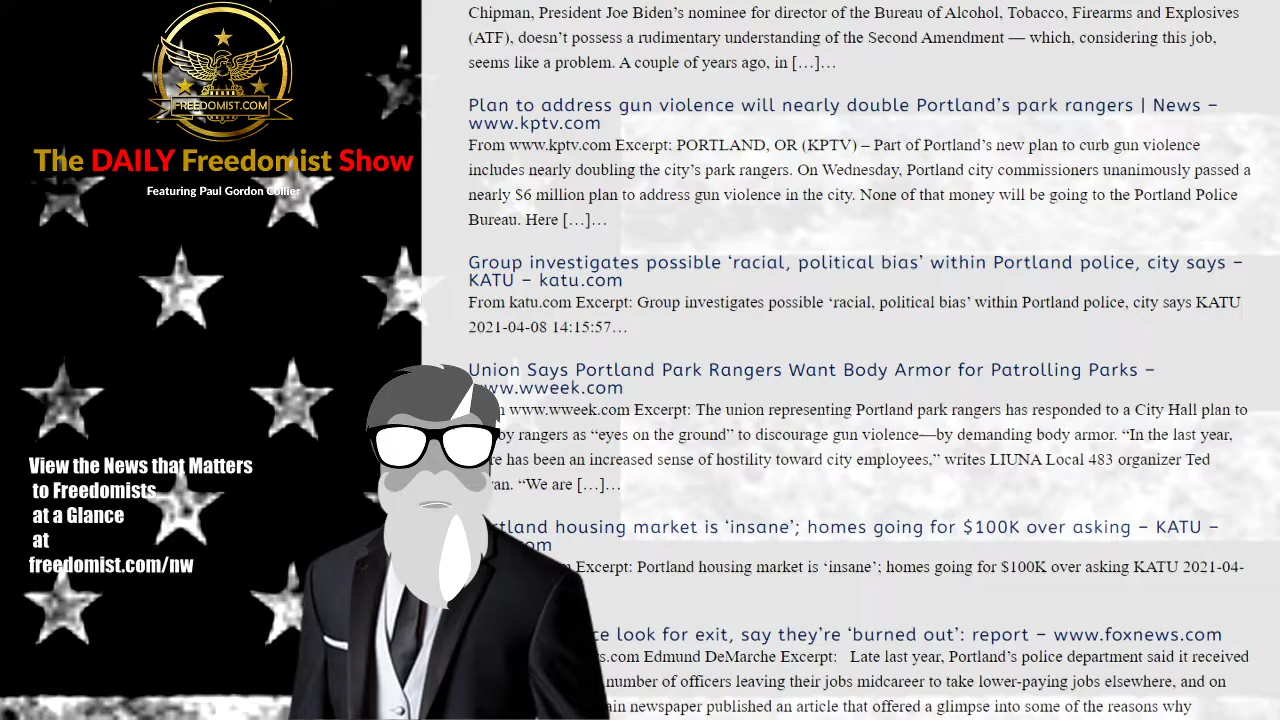 FREEDOMIST.COM
The DAILY Freedomist Show
Featuring Paul Gordon Collier
View the News that Matters
to Freedomists
at a Glance
at
freedomist.com/nw
Chipman, President Joe Biden’s nominee for director of the Bureau of Alcohol, Tobacco, Firearms and Explosives
(ATF), doesn’t possess a rudimentary understanding of the Second Amendment — which, considering this job,
seems like a problem. A couple of years ago, in […]…
Plan to address gun violence will nearly double Portland’s park rangers | News –
www.kptv.com
From www.kptv.com Excerpt: PORTLAND, OR (KPTV) – Part of Portland’s new plan to curb gun violence
includes nearly doubling the city’s park rangers. On Wednesday, Portland city commissioners unanimously passed a
nearly $6 million plan to address gun violence in the city. None of that money will be going to the Portland Police
Bureau. Here […]…
Group investigates possible ‘racial, political bias’ within Portland police, city says –
KATU – katu.com
From katu.com Excerpt: Group investigates possible ‘racial, political bias’ within Portland police, city says KATU
2021-04-08 14:15:57…
Union Says Portland Park Rangers Want Body Armor for Patrolling Parks –
www.wweek.com
www.wweek.com Excerpt: The union representing Portland park rangers has responded to a City Hall plan to
rangers as “eyes on the ground” to discourage gun violence—by demanding body armor. “In the last year,
has been an increased sense of hostility toward city employees,” writes LIUNA Local 483 organizer Ted
“We are […]…
housing market is ‘insane’; homes going for $100K over asking – KATU –
Excerpt: Portland housing market is ‘insane’; homes going for $100K over asking KATU 2021-04-
look for exit, say they’re ‘burned out’: report – www.foxnews.com
Edmund DeMarche Excerpt: Late last year, Portland’s police department said it received
number of officers leaving their jobs midcareer to take lower-paying jobs elsewhere, and on
newspaper published an article that offered a glimpse into some of the reasons why